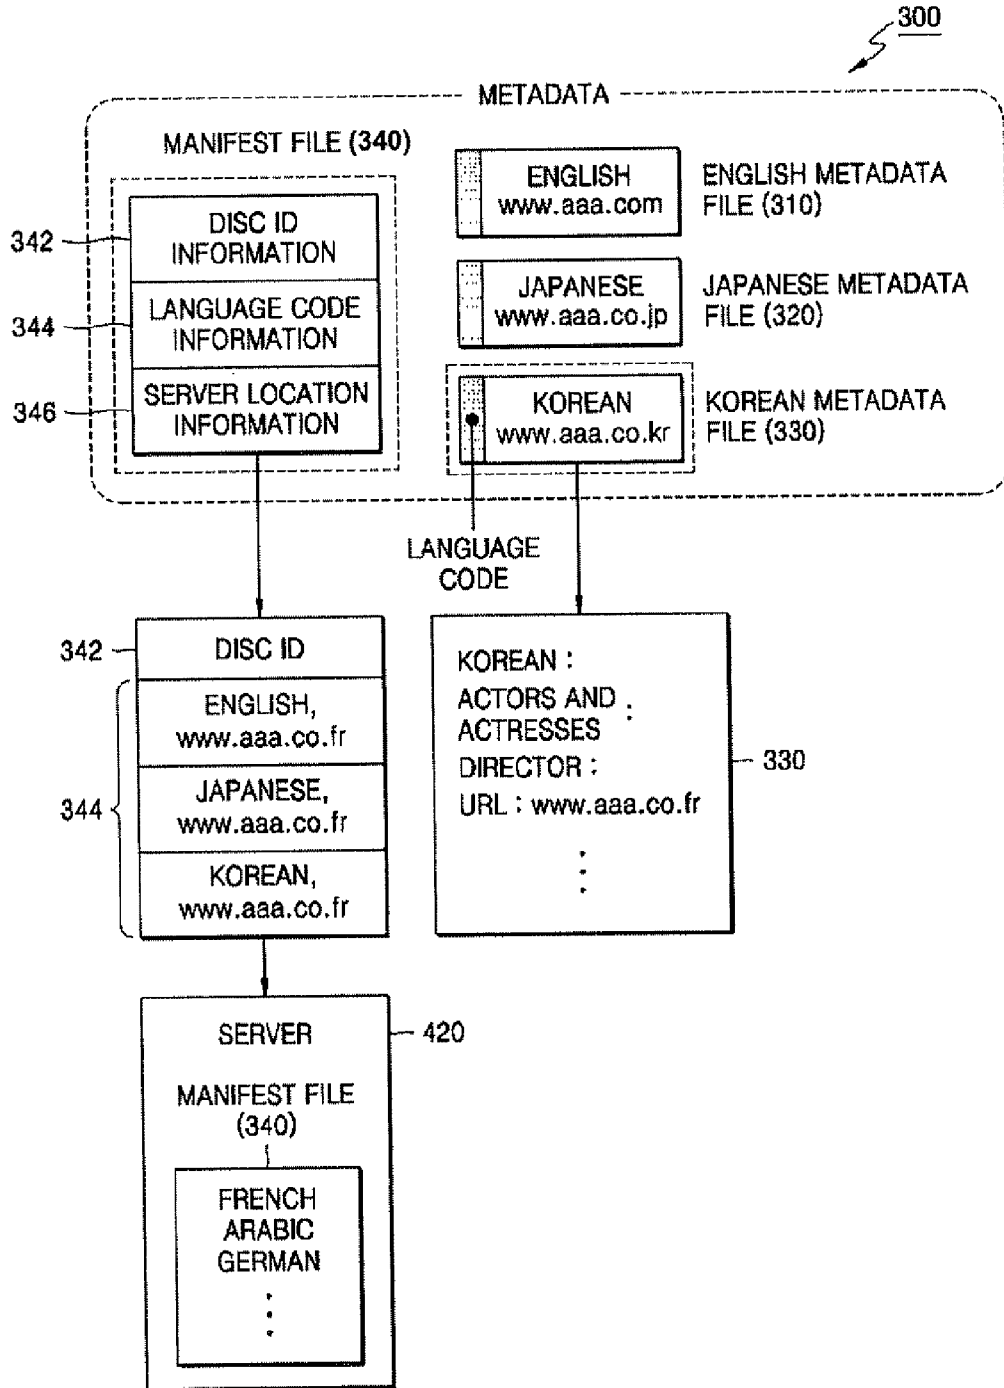 300
METADATA
MANIFEST FILE (340)
342
DISC ID
INFORMATION
344
LANGUAGE CODE
INFORMATION
346
SERVER LOCATION
INFORMATION
ENGLISH
www.aaa.com
ENGLISH METADATA
FILE (310)
JAPANESE
www.aaa.co.jp
JAPANESE METADATA
FILE (320)
KOREAN
www.aaa.co.kr
KOREAN METADATA
FILE (330)
LANGUAGE
CODE
342
DISC ID
344
ENGLISH,
www.aaa.co.fr
JAPANESE,
www.aaa.co.fr
KOREAN,
www.aaa.co.fr
KOREAN :
ACTORS AND :
ACTRESSES
DIRECTOR :
URL : www.aaa.co.fr
330
SERVER
420
MANIFEST FILE
(340)
FRENCH
ARABIC
GERMAN